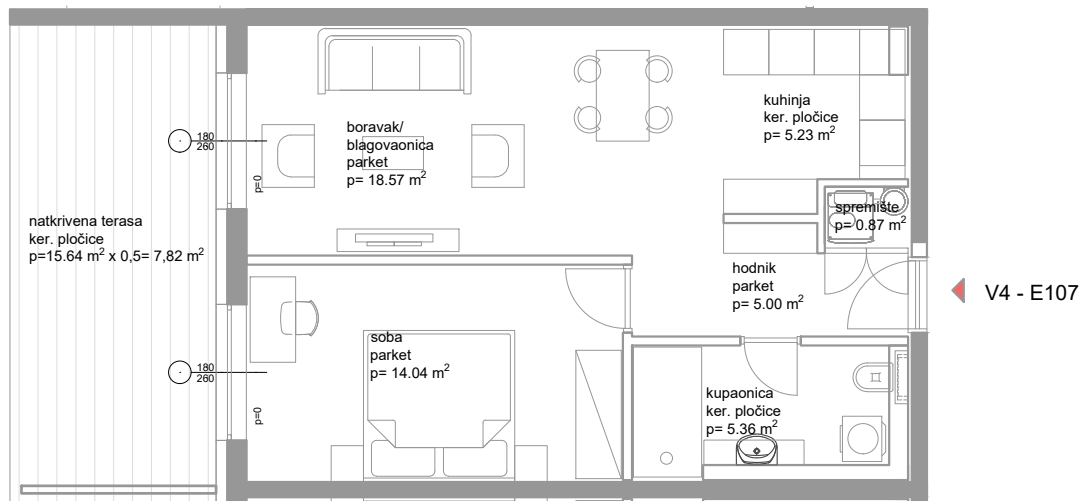 natkrivena terasa
ker. pločice
p=15.64 m² x 0,5= 7,82 m²
180
260
p=0
boravak/
blagovaonica
parket
p= 18.57 m²
kuhinja
ker. pločice
p= 5.23 m²
spremište
p= 0.87 m²
hodnik
parket
p= 5.00 m²
V4 - E107
180
260
p=0
soba
parket
p= 14.04 m²
kupaonica
ker. pločice
p= 5.36 m²